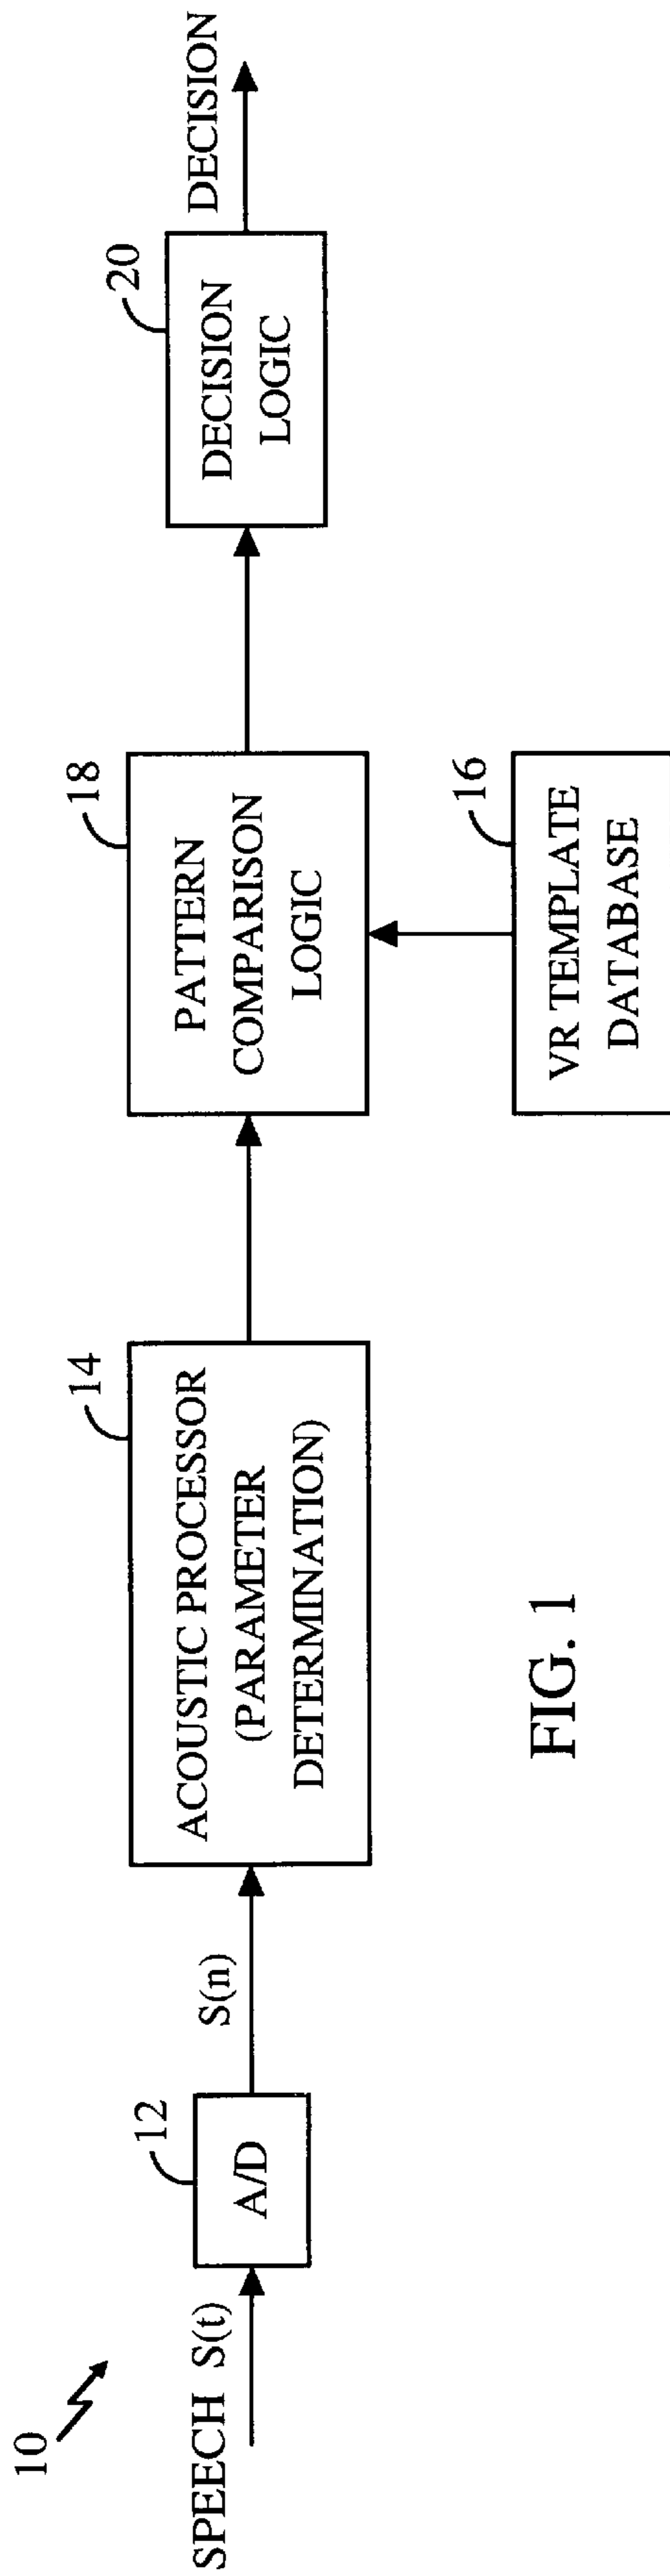 10
SPEECH S(t)
12
A/D
S(n)
14
ACOUSTIC PROCESSOR
(PARAMETER
DETERMINATION)
18
PATTERN
COMPARISON
LOGIC
16
VR TEMPLATE
DATABASE
20
DECISION
LOGIC
DECISION
FIG. 1